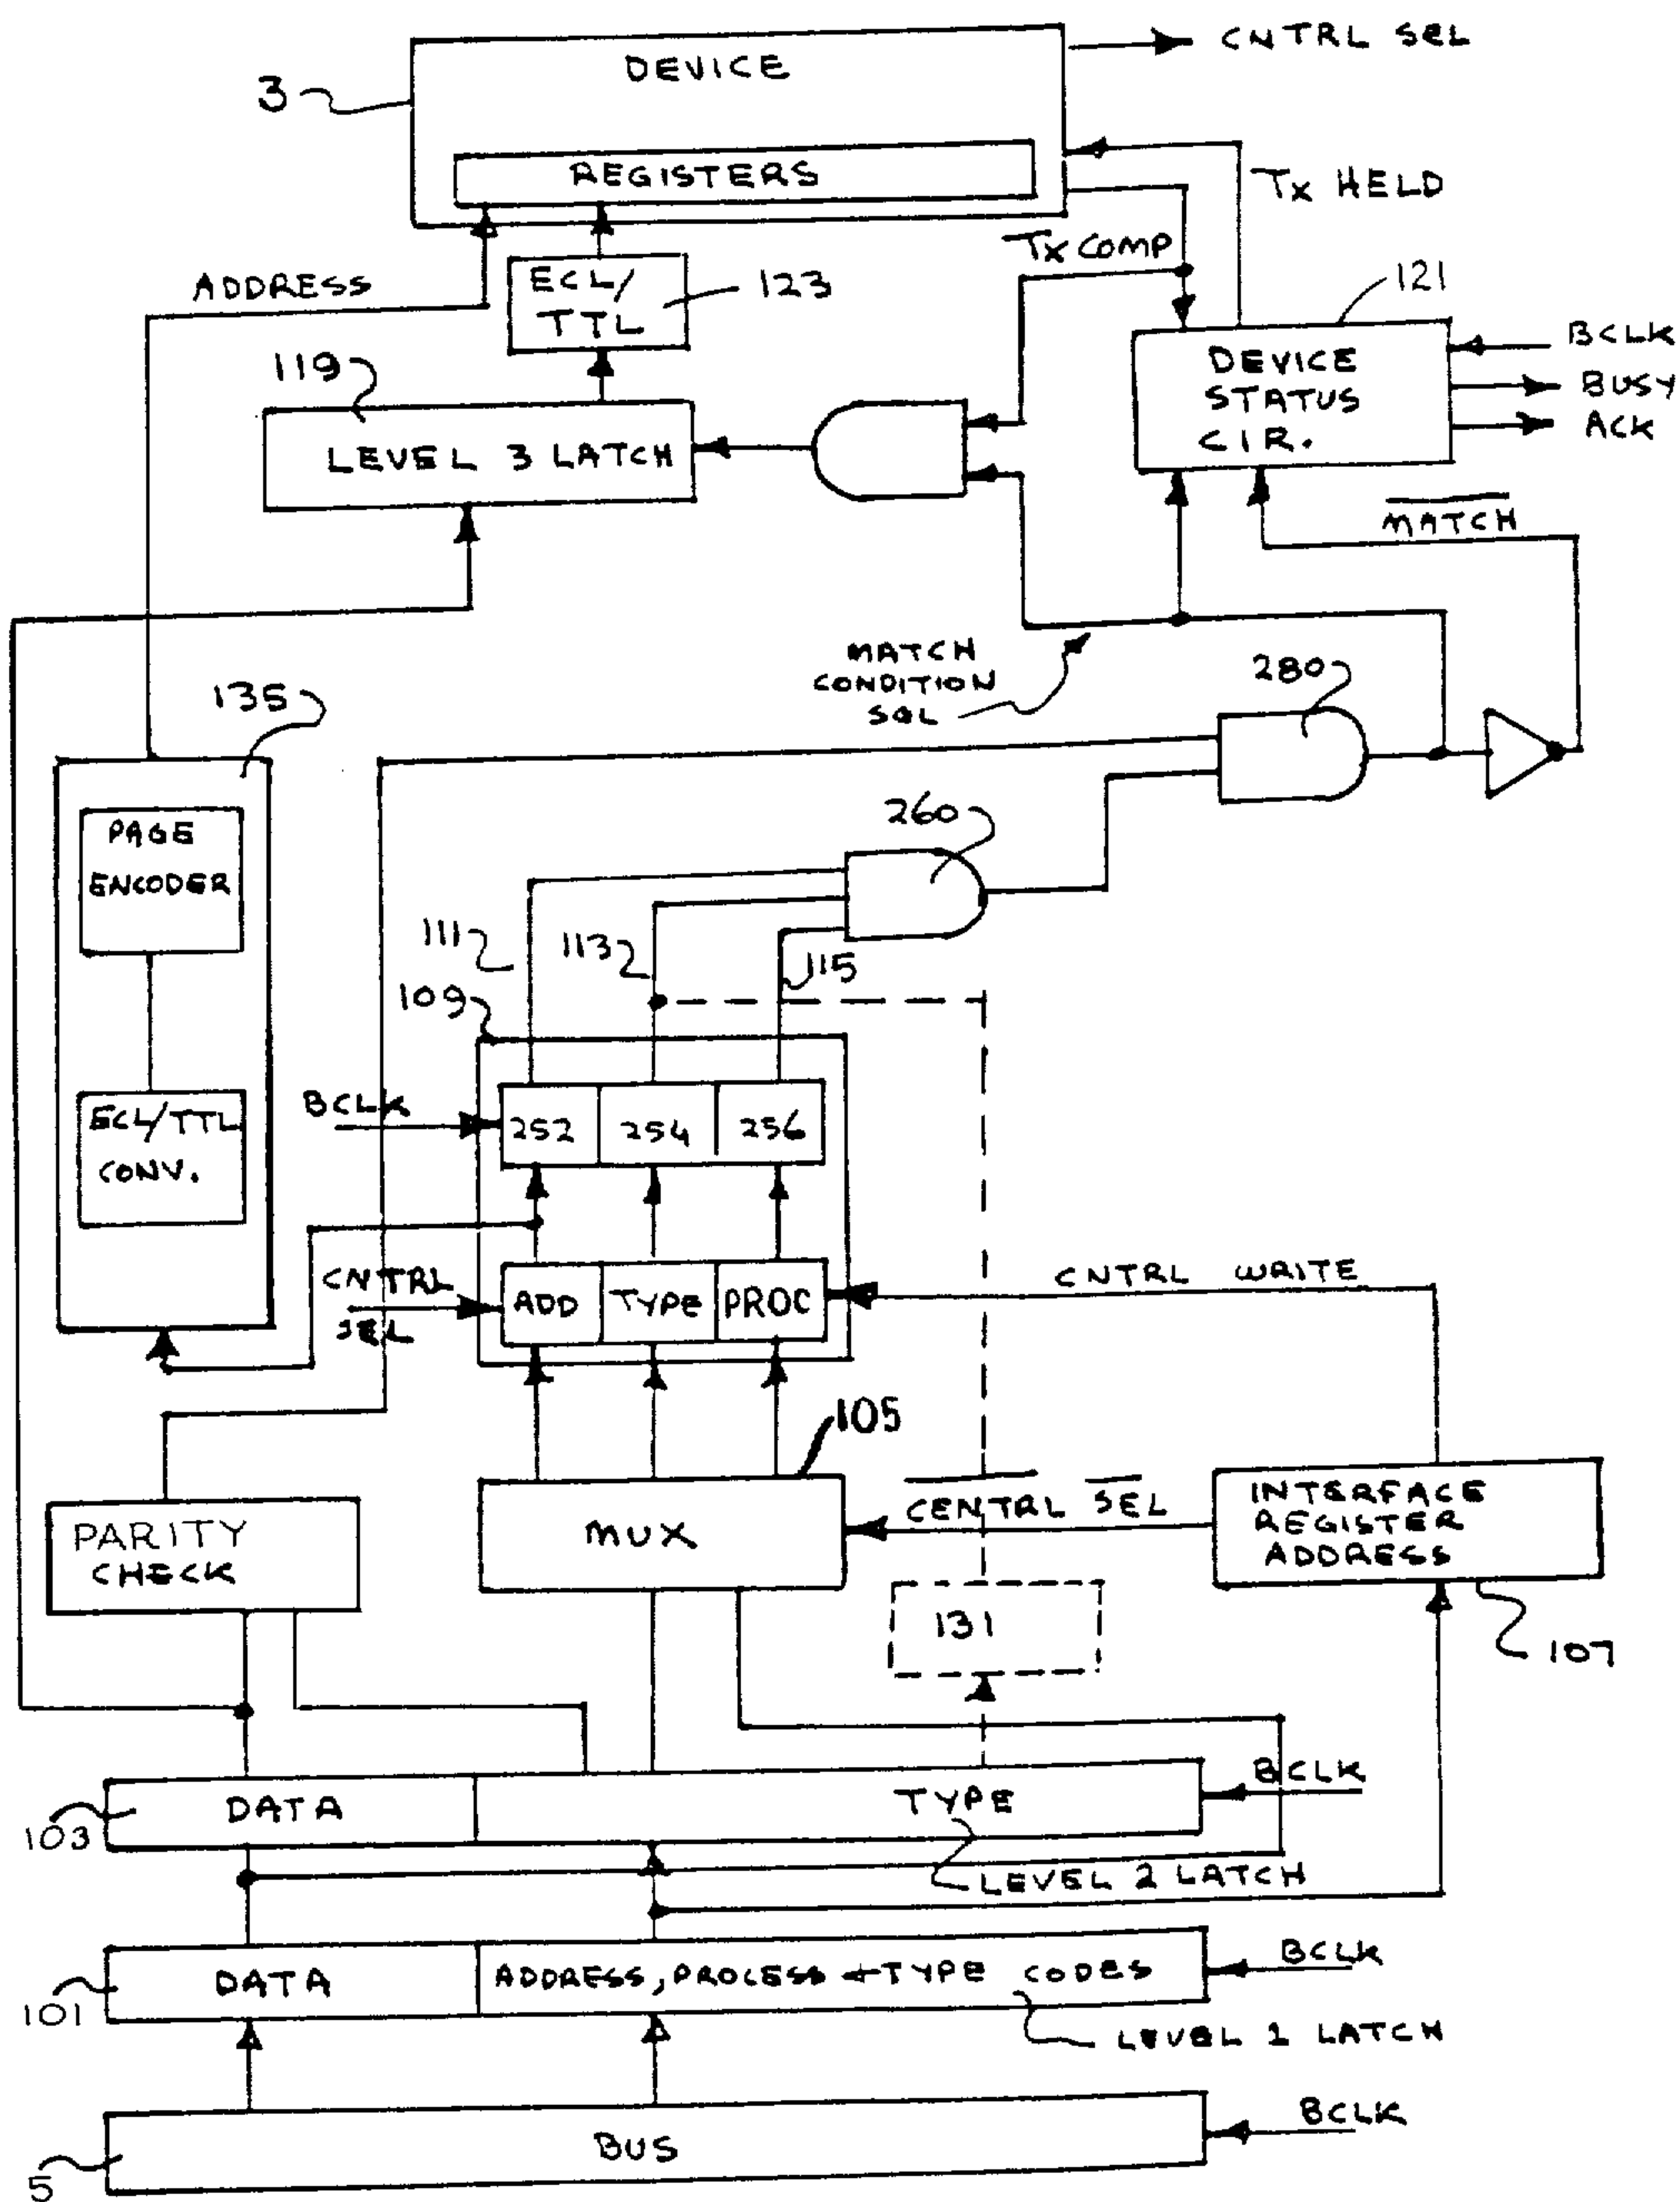 CNTRL SEL
DEVICE
3
REGISTERS
Tx HELD
Tx COMP
ADDRESS
ECL/
TTL
123
121
BCLK
BUSY
ACK
DEVICE
STATUS
CIR.
119
LEVEL 3 LATCH
MATCH
MATCH
CONDITION
SGL
280
135
PAGE
ENCODER
260
111
113
115
109
BCLK
252
254
256
ECL/TTL
CONV.
CNTRL
SEL
ADD
TYPE
PROC
CNTRL WRITE
105
PARITY
CHECK
MUX
CENTRL SEL
INTERFACE
REGISTER
ADDRESS
131
107
BCLK
DATA
TYPE
103
LEVEL 2 LATCH
BCLK
DATA
ADDRESS, PROCESS + TYPE CODES
101
LEVEL 1 LATCH
BCLK
BUS
5